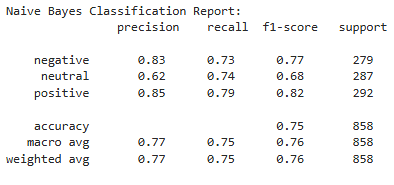 Naive Bayes Classification Report:
precision recall f1-score support
negative 0.83 0.73 0.77 279
neutral 0.62 0.74 0.68 287
positive 0.85 0.79 0.82 292
accuracy 0.75 858
macro avg 0.77 0.75 0.76 858
weighted avg 0.77 0.75 0.76 858